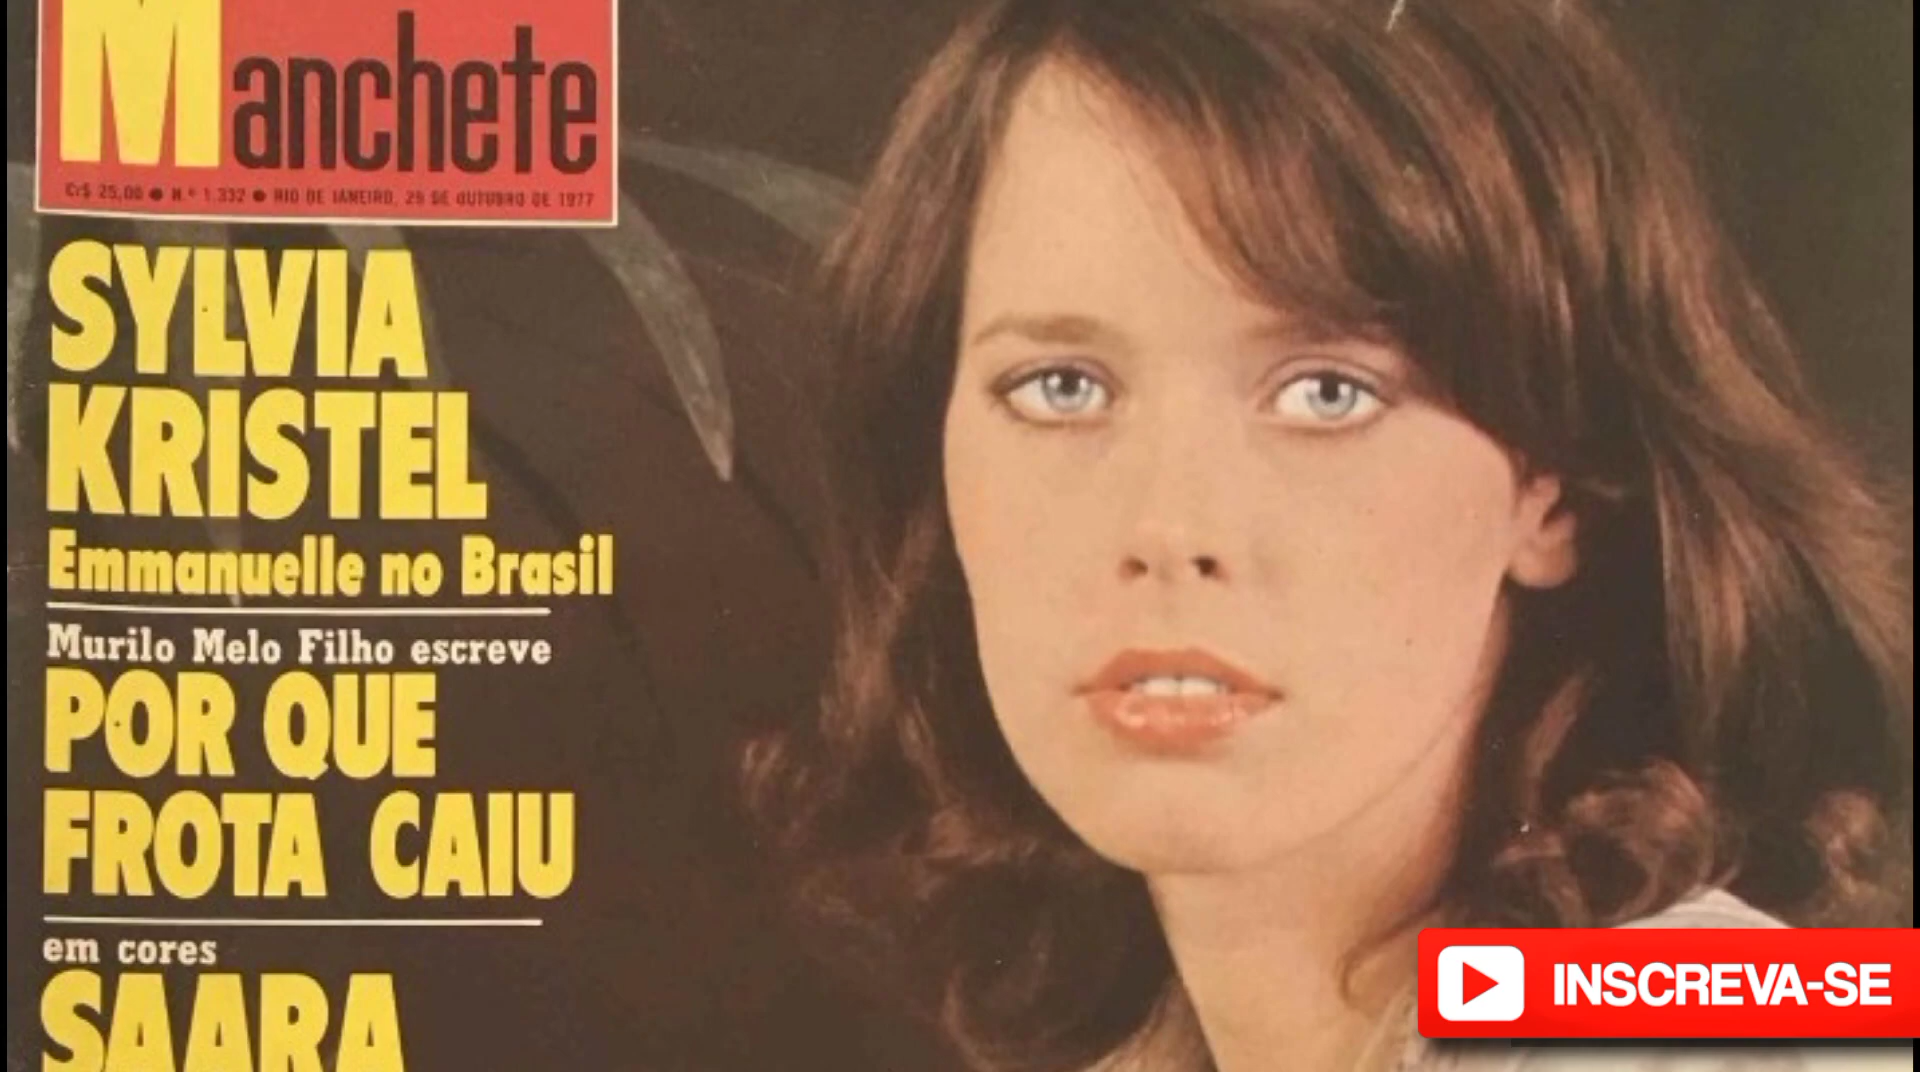 Manchete
Cr$ 25,00 ● N.º 1.332 ● RIO DE JANEIRO, 29 DE OUTUBRO DE 1977
SYLVIA
KRISTEL
Emmanuelle no Brasil
Murilo Melo Filho escreve
POR QUE
FROTA CAIU
em cores
SAARA
INSCREVA-SE